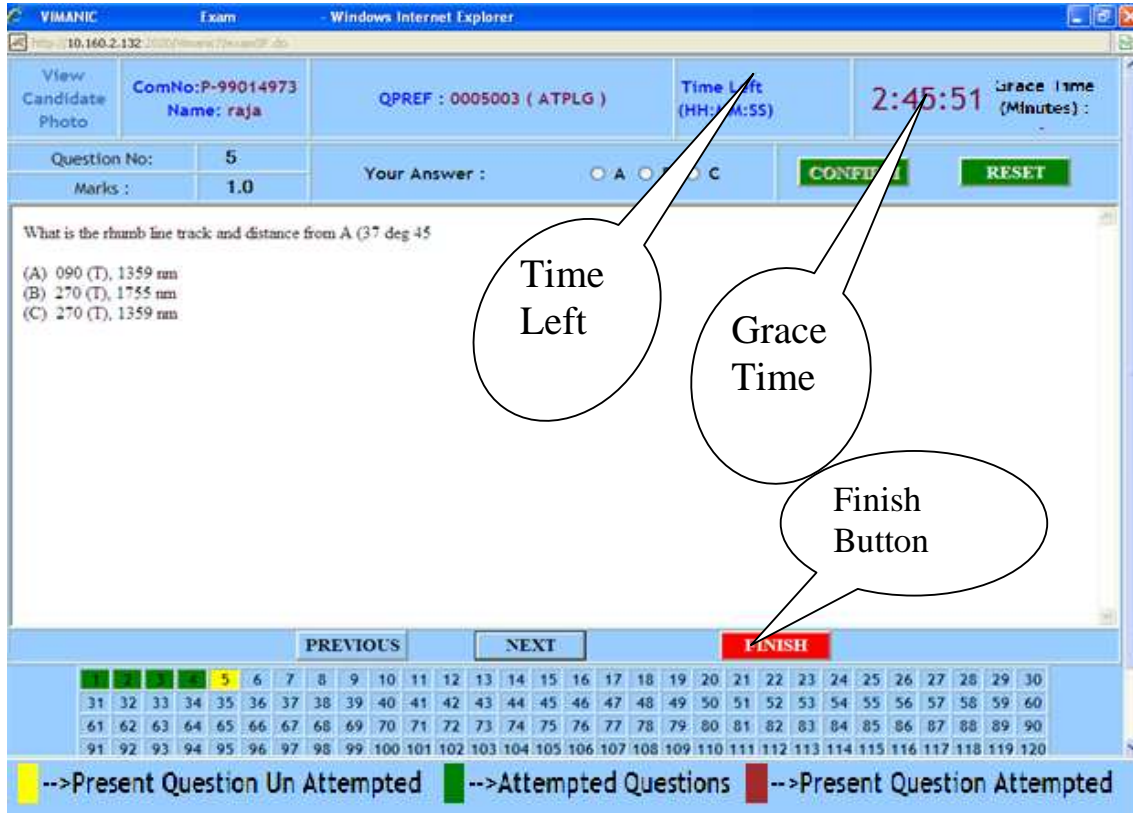 VIMANIC Exam - Windows Internet Explorer
10.160.2.132
View
Candidate
Photo
ComNo:P-99014973
Name: raja
QPREF : 0005003 ( ATPLG )
Time Left
(HH:MM:SS)
2:45:51
Grace Time
(Minutes) :
Question No: 5
Marks : 1.0
Your Answer : A B C
CONFIRM RESET
What is the rhumb line track and distance from A (37 deg 45
(A) 090 (T), 1359 nm
(B) 270 (T), 1755 nm
(C) 270 (T), 1359 nm
Time
Left
Grace
Time
Finish
Button
PREVIOUS NEXT FINISH
1 2 3 4 5 6 7 8 9 10 11 12 13 14 15 16 17 18 19 20 21 22 23 24 25 26 27 28 29 30
31 32 33 34 35 36 37 38 39 40 41 42 43 44 45 46 47 48 49 50 51 52 53 54 55 56 57 58 59 60
61 62 63 64 65 66 67 68 69 70 71 72 73 74 75 76 77 78 79 80 81 82 83 84 85 86 87 88 89 90
91 92 93 94 95 96 97 98 99 100 101 102 103 104 105 106 107 108 109 110 111 112 113 114 115 116 117 118 119 120
-->Present Question Un Attempted -->Attempted Questions -->Present Question Attempted